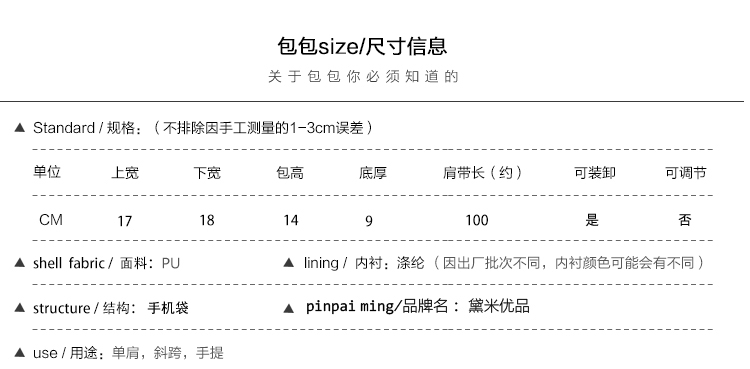 包包size/尺寸信息
关于包包你必须知道的
▲ Standard / 规格：（不排除因手工测量的1-3cm误差）
单位 上宽 下宽 包高 底厚 肩带长（约） 可装卸 可调节
CM 17 18 14 9 100 是 否
▲ shell fabric / 面料：PU ▲ lining / 内衬：涤纶（因出厂批次不同，内衬颜色可能会有不同）
▲ structure / 结构： 手机袋 ▲ pinpai ming/品牌名： 黛米优品
▲ use / 用途：单肩，斜跨，手提